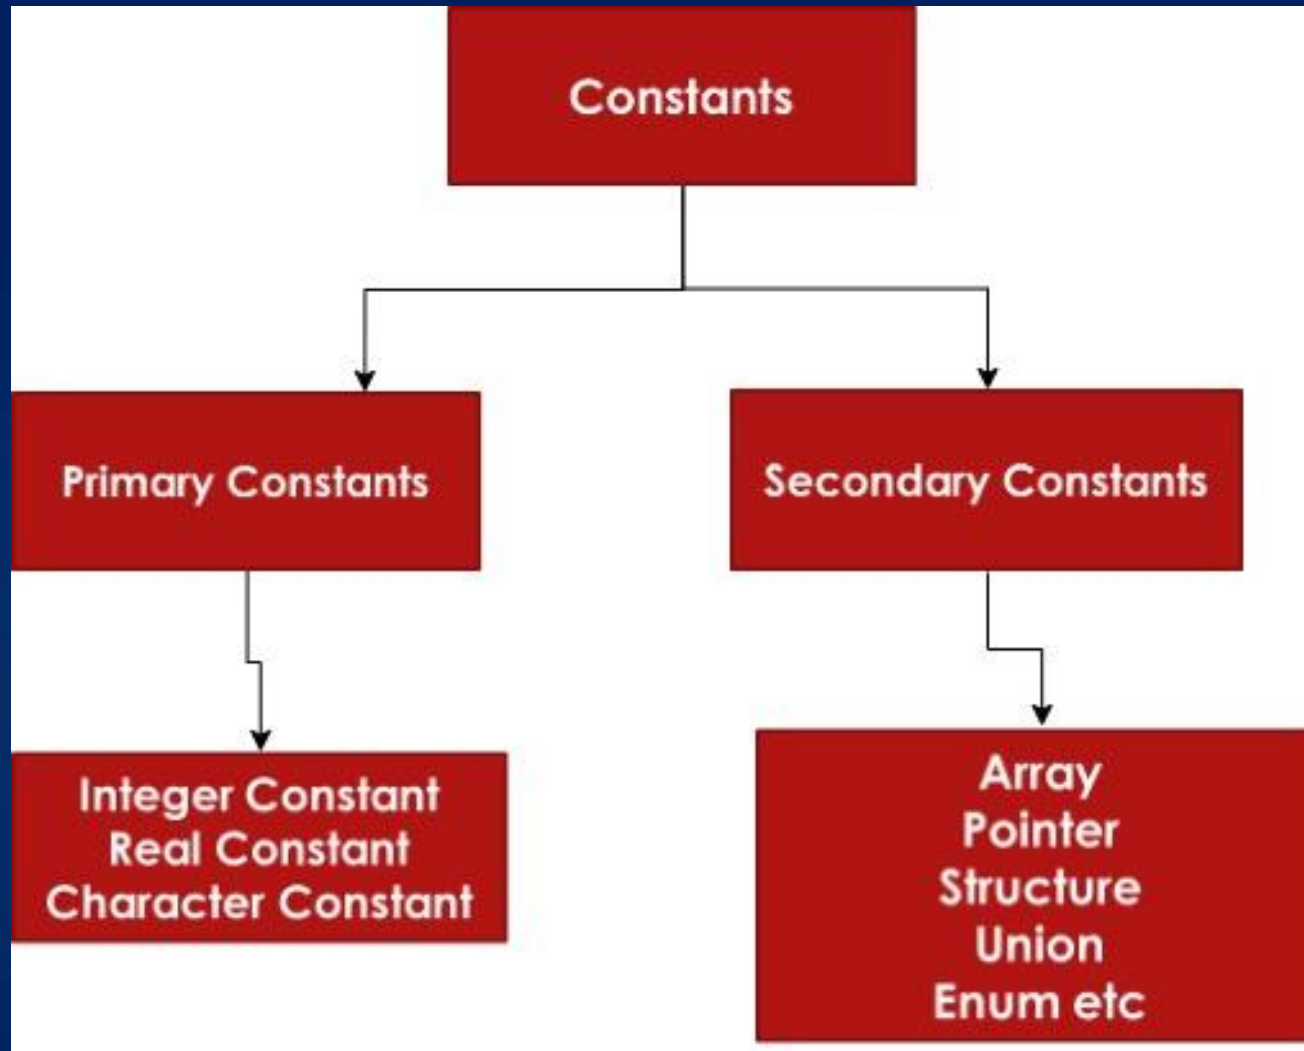 Constants
Primary Constants
Secondary Constants
Integer Constant
Real Constant
Character Constant
Array
Pointer
Structure
Union
Enum etc